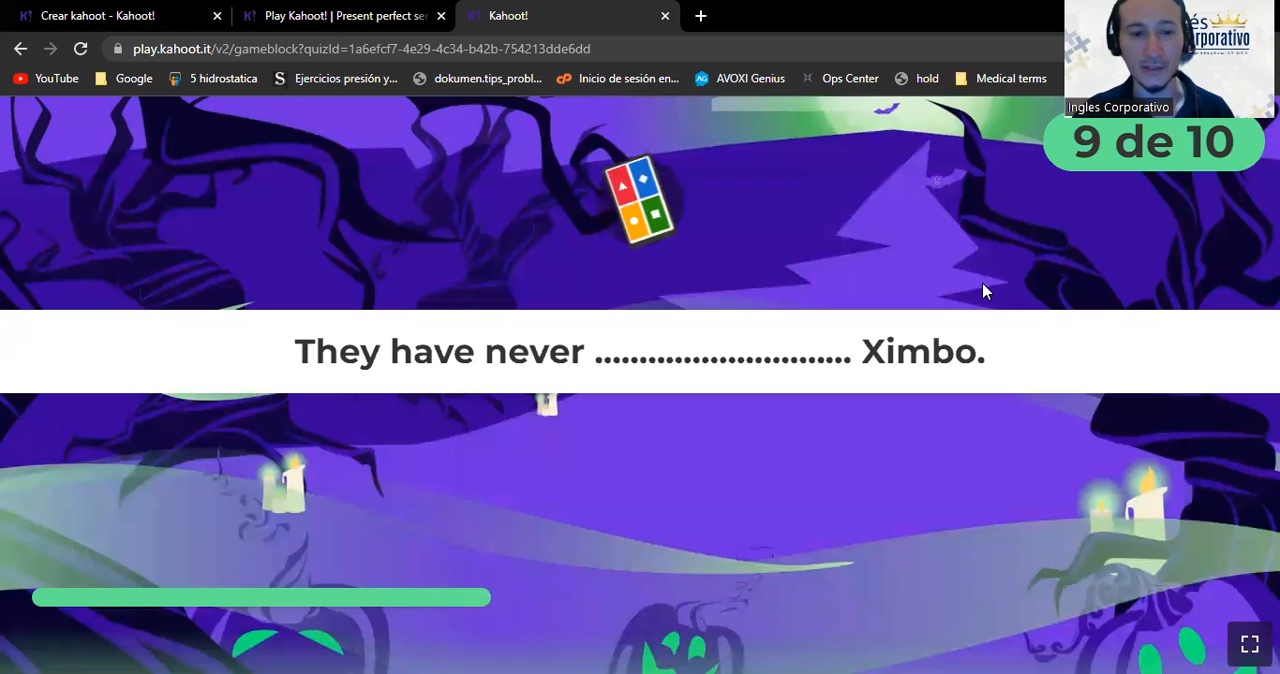 Crear kahoot - Kahoot!
Play Kahoot! | Present perfect se
Kahoot!
play.kahoot.it/v2/gameblock?quizId=1a6efcf7-4e29-4c34-b42b-754213dde6dd
YouTube
Google
5 hidrostatica
Ejercicios presión y...
dokumen.tips_probl...
Inicio de sesión en...
AVOXI Genius
Ops Center
hold
Medical terms
Ingles Corporativo
9 de 10
They have never ............................. Ximbo.